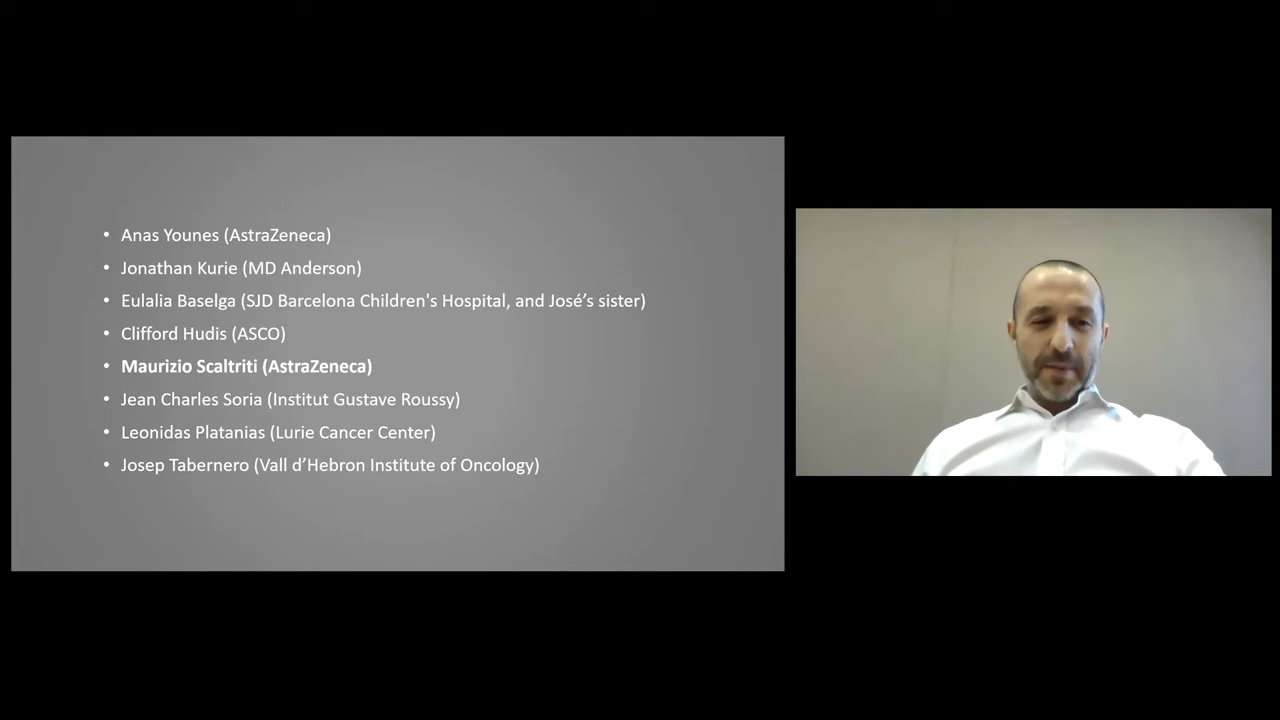 • Anas Younes (AstraZeneca)
• Jonathan Kurie (MD Anderson)
• Eulalia Baselga (SJD Barcelona Children's Hospital, and José’s sister)
• Clifford Hudis (ASCO)
• Maurizio Scaltriti (AstraZeneca)
• Jean Charles Soria (Institut Gustave Roussy)
• Leonidas Platanias (Lurie Cancer Center)
• Josep Tabernero (Vall d’Hebron Institute of Oncology)